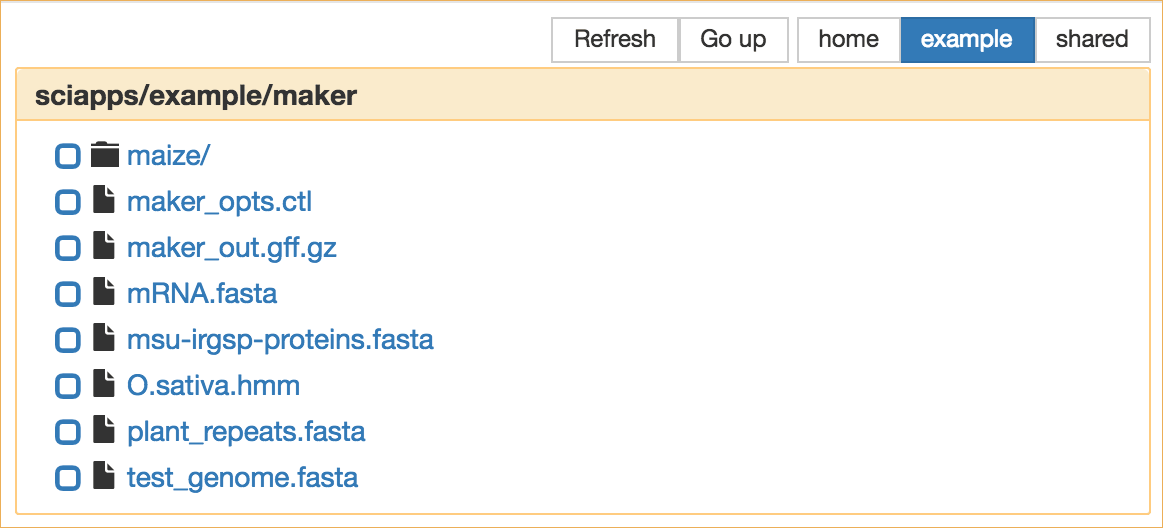 Refresh Go up home example shared
sciapps/example/maker
maize/
maker_opts.ctl
maker_out.gff.gz
mRNA.fasta
msu-irgsp-proteins.fasta
O.sativa.hmm
plant_repeats.fasta
test_genome.fasta